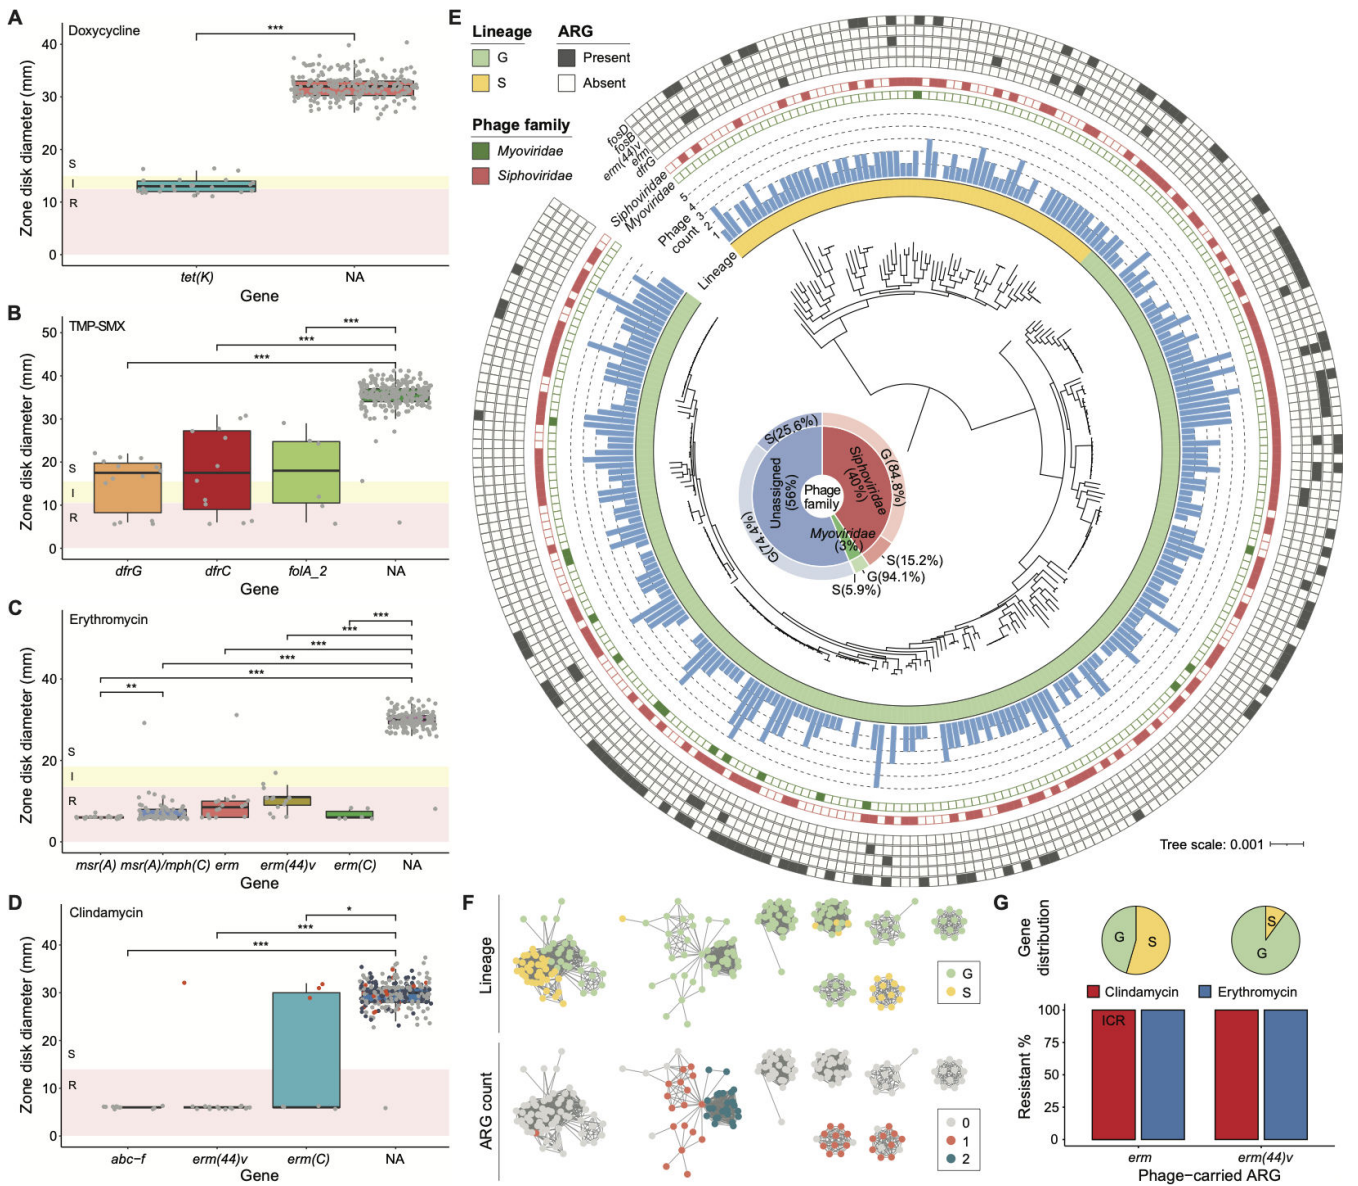 A
Doxycycline
***
Zone disk diameter (mm)
40
30
20
10
0
S
I
R
tet(K)
NA
Gene
B
TMP-SMX
***
***
***
Zone disk diameter (mm)
50
40
30
20
10
0
S
I
R
dfrG
dfrC
folA_2
NA
Gene
C
Erythromycin
***
***
***
***
***
**
Zone disk diameter (mm)
40
20
0
S
I
R
msr(A)
msr(A)/mph(C)
erm
erm(44)v
erm(C)
NA
Gene
D
Clindamycin
*
***
***
Zone disk diameter (mm)
40
30
20
10
0
S
R
abc-f
erm(44)v
erm(C)
NA
Gene
E
Lineage
G
S
ARG
Present
Absent
Phage family
Myoviridae
Siphoviridae
fosD
fosB
erm
erm(44)v
dfrG
Siphoviridae
Myoviridae
5
4
3
2
1
Phage count
Lineage
S(25.6%)
G(84.8%)
Unassigned (56%)
Siphoviridae (40%)
Phage family
Myoviridae (3%)
G(74.4%)
S(15.2%)
G(94.1%)
S(5.9%)
Tree scale: 0.001
F
Lineage
G
S
ARG count
0
1
2
G
Gene distribution
G
S
S
G
Clindamycin
Erythromycin
ICR
Resistant %
100
75
50
25
0
erm
erm(44)v
Phage-carried ARG